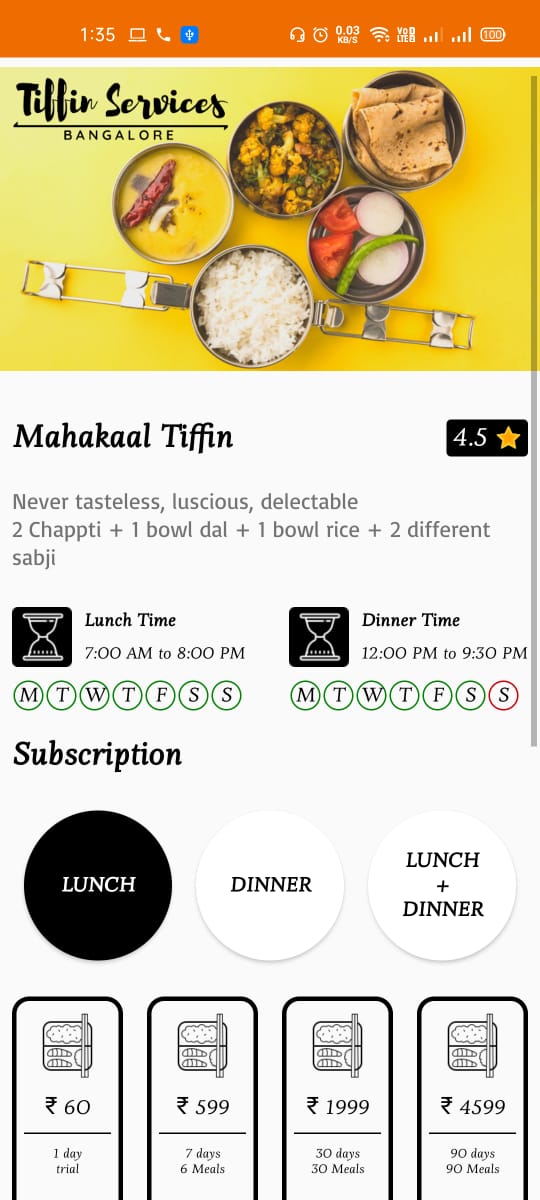 1:35
0.03
KB/S
Vo
LTE
100
Tiffin Services
BANGALORE
Mahakaal Tiffin
4.5
Never tasteless, luscious, delectable
2 Chappti + 1 bowl dal + 1 bowl rice + 2 different
sabji
Lunch Time
7:00 AM to 8:00 PM
Dinner Time
12:00 PM to 9:30 PM
M T W T F S S
M T W T F S S
Subscription
LUNCH
DINNER
LUNCH
+
DINNER
₹ 60
₹ 599
₹ 1999
₹ 4599
1 day
trial
7 days
6 Meals
30 days
30 Meals
90 days
90 Meals